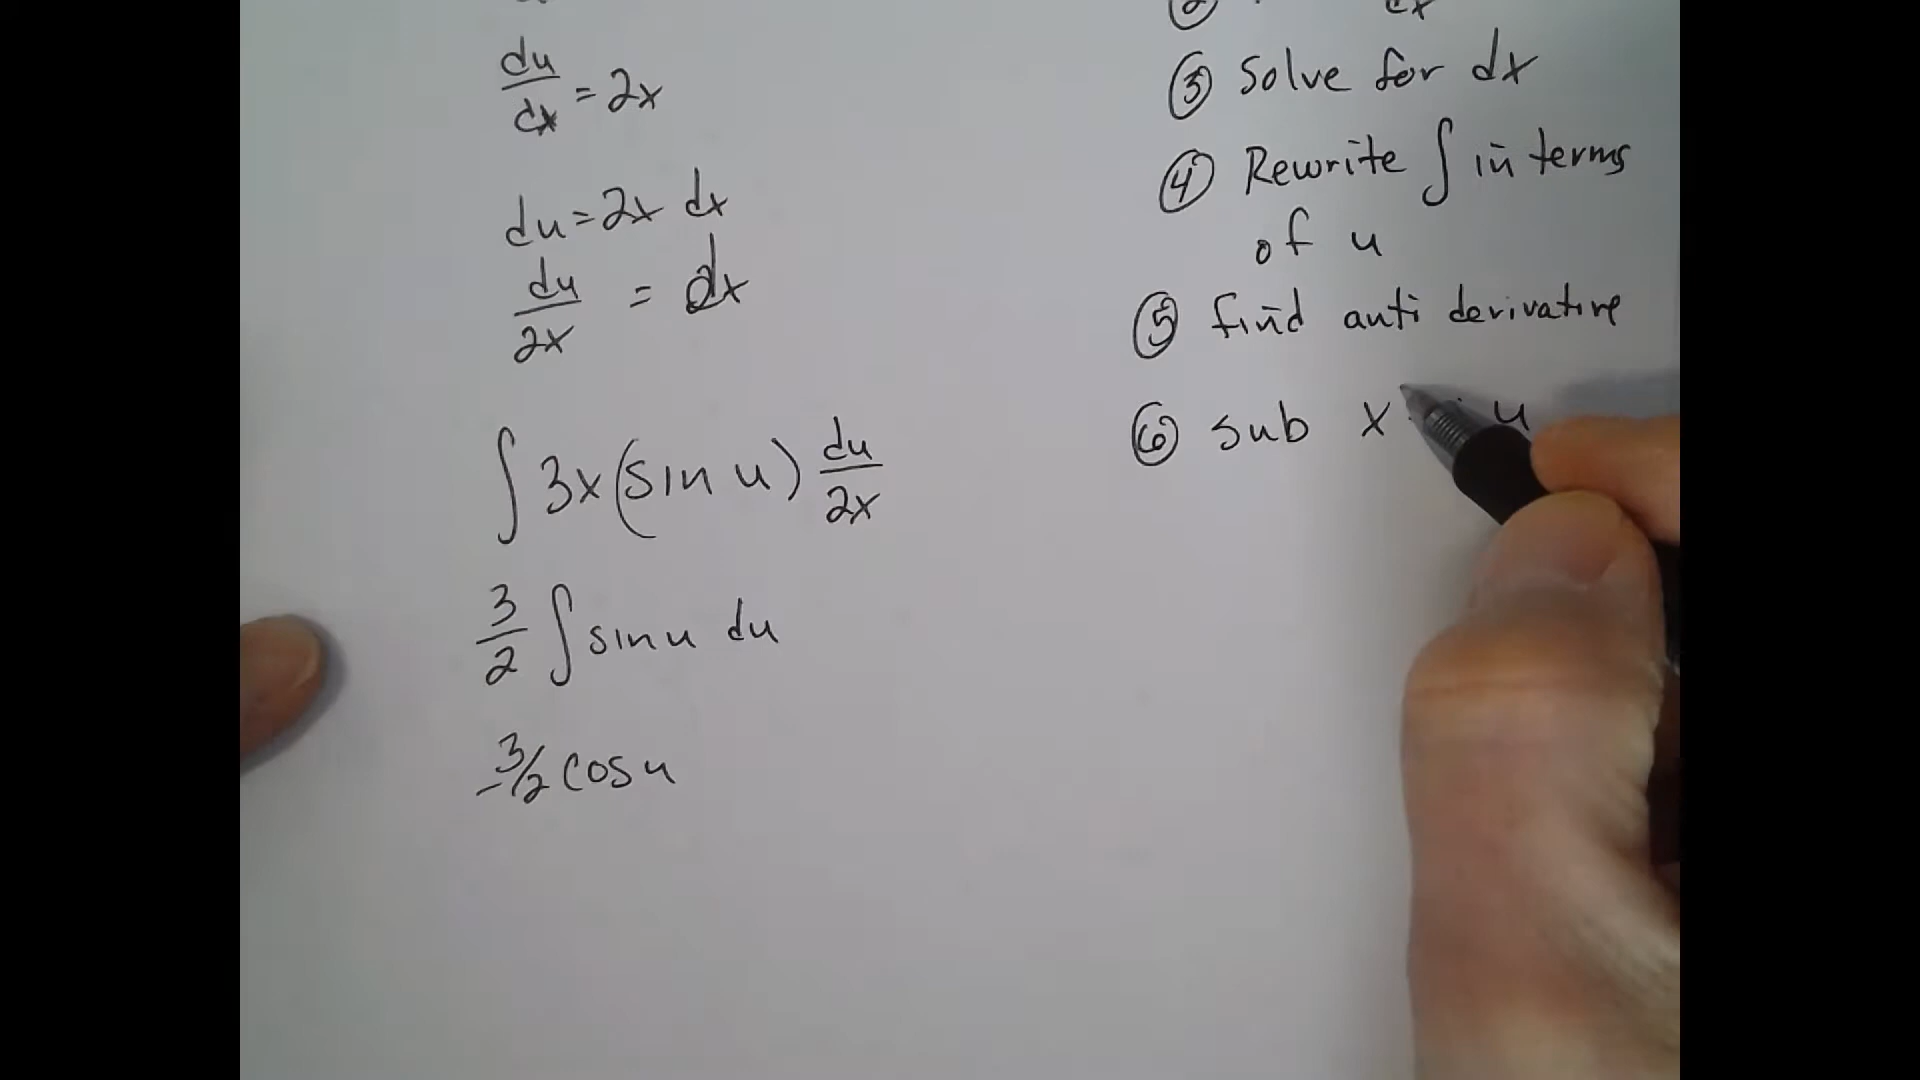 du/dx = 2x
du = 2x dx
du/2x = dx
∫ 3x (sin u) du/2x
3/2 ∫ sin u du
-3/2 cos u
③ Solve for dx
④ Rewrite ∫ in terms
of u
⑤ find anti derivative
⑥ sub x u